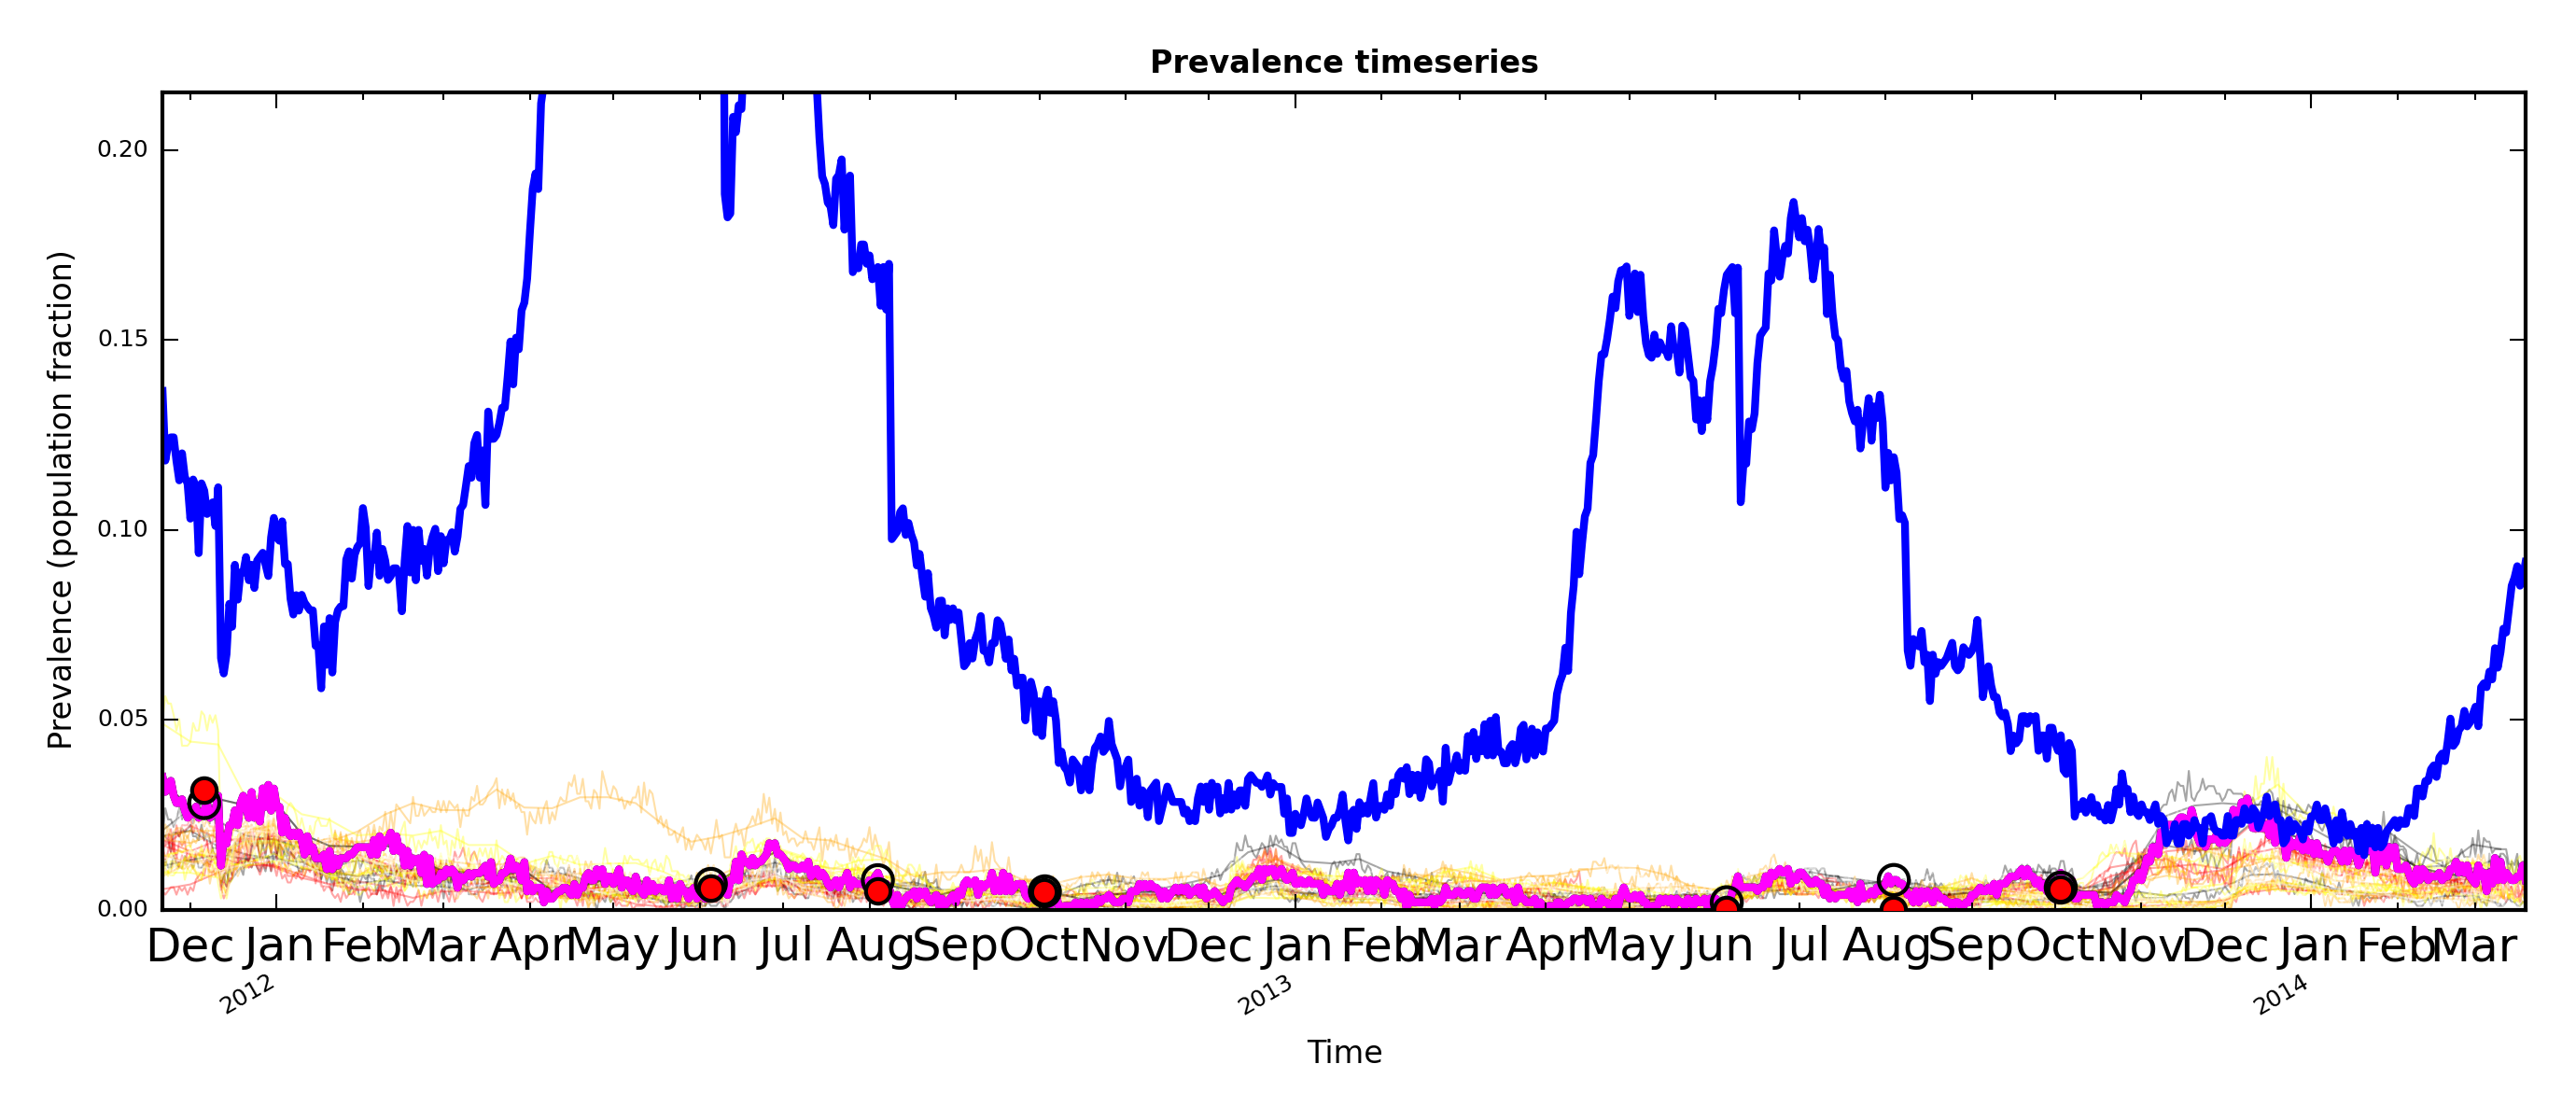 Prevalence timeseries
Prevalence (population fraction)
0.20
0.15
0.10
0.05
0.00
Dec Jan Feb Mar Apr May Jun Jul Aug Sep Oct Nov Dec Jan Feb Mar Apr May Jun Jul Aug Sep Oct Nov Dec Jan Feb Mar
2012 2013 2014
Time